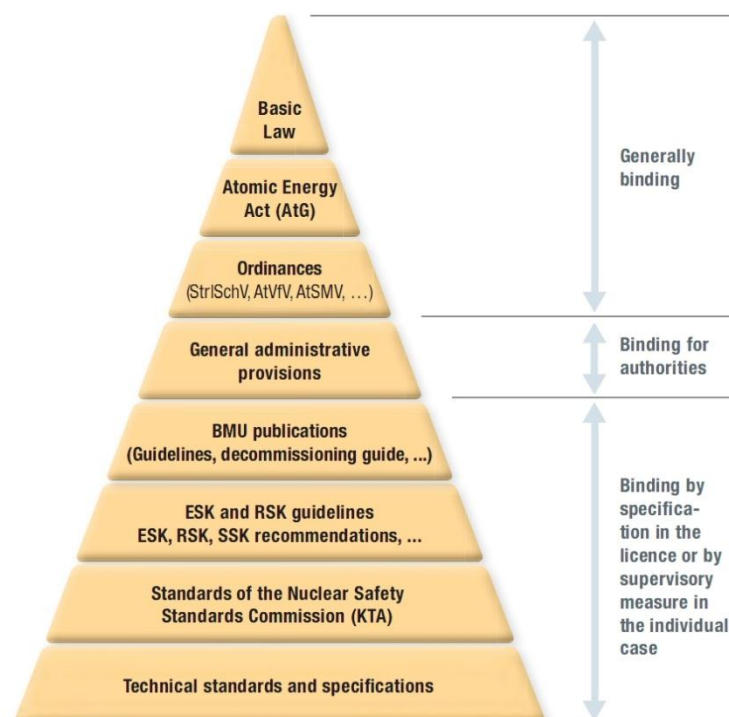 Basic
Law
Atomic Energy
Act (AtG)
Ordinances
(StrlSchV, AtVfV, AtSMV, …)
General administrative
provisions
BMU publications
(Guidelines, decommissioning guide, ...)
ESK and RSK guidelines
ESK, RSK, SSK recommendations, ...
Standards of the Nuclear Safety
Standards Commission (KTA)
Technical standards and specifications
Generally
binding
Binding for
authorities
Binding by
specifica-
tion in the
licence or by
supervisory
measure in
the individual
case